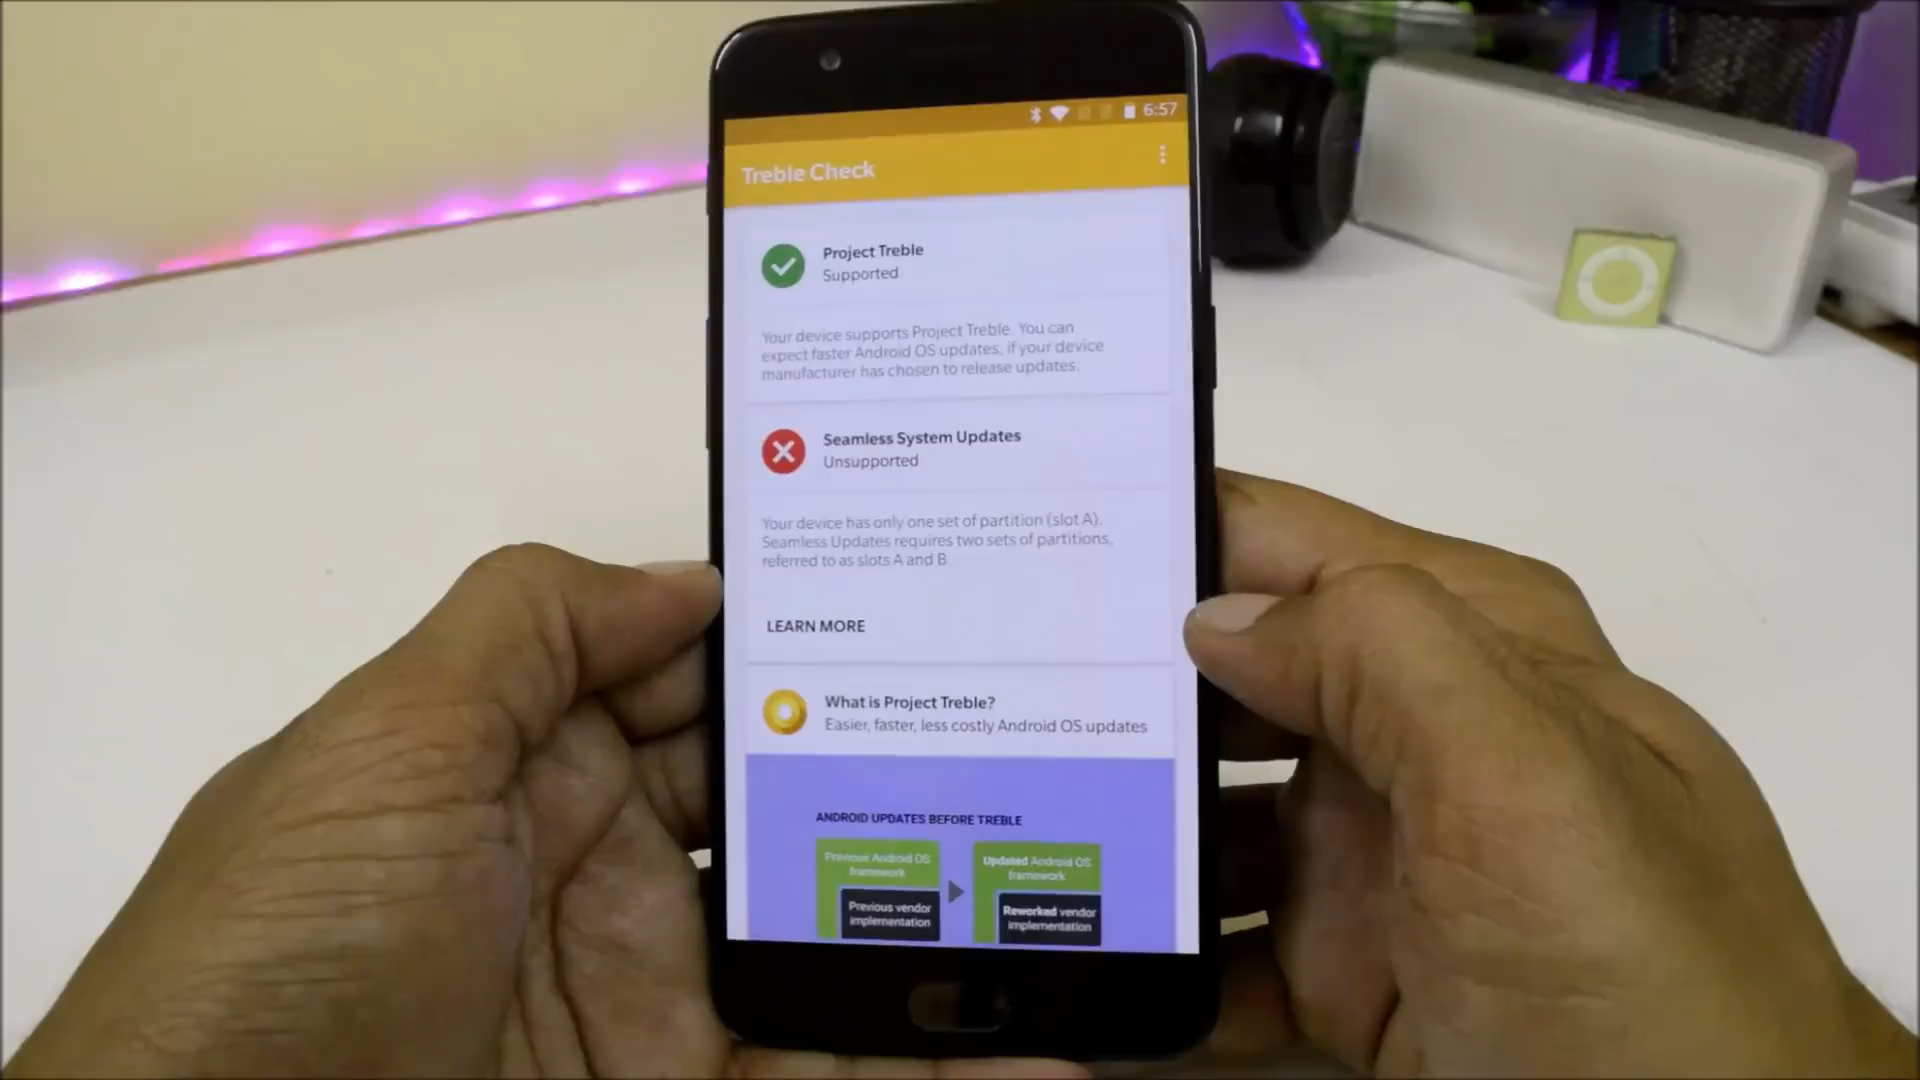 6:57
Treble Check
Project Treble
Supported
Your device supports Project Treble. You can
expect faster Android OS updates, if your device
manufacturer has chosen to release updates.
Seamless System Updates
Unsupported
Your device has only one set of partition (slot A).
Seamless Updates requires two sets of partitions,
referred to as slots A and B.
LEARN MORE
What is Project Treble?
Easier, faster, less costly Android OS updates
ANDROID UPDATES BEFORE TREBLE
Previous Android OS
framework
Previous vendor
implementation
Updated Android OS
framework
Reworked vendor
implementation